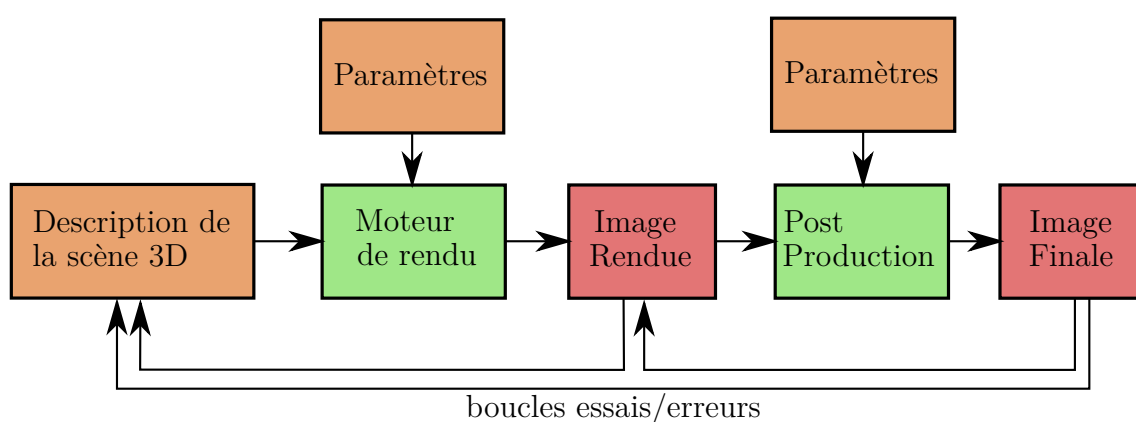 Paramètres
Paramètres
Description de
la scène 3D
Moteur
de rendu
Image
Rendue
Post
Production
Image
Finale
boucles essais/erreurs